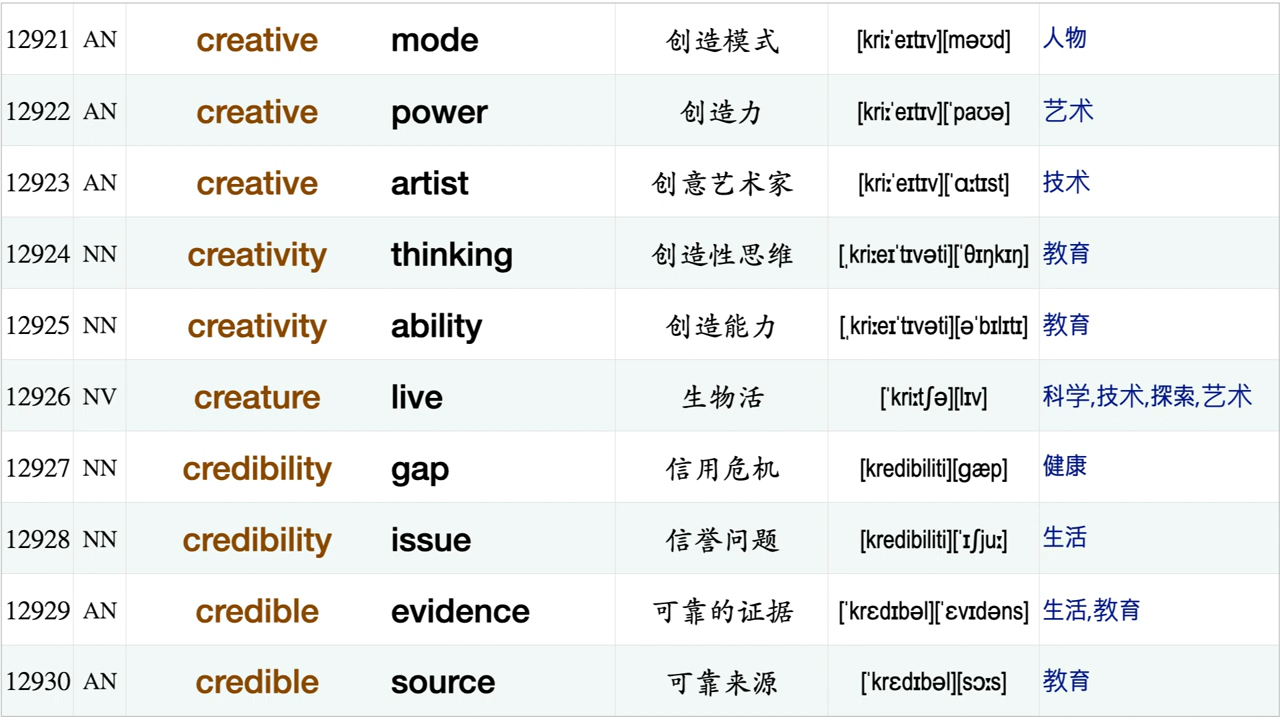 12921 AN creative mode 创造模式 [kriːˈeɪtɪv][məʊd] 人物
12922 AN creative power 创造力 [kriːˈeɪtɪv][ˈpaʊə] 艺术
12923 AN creative artist 创意艺术家 [kriːˈeɪtɪv][ˈɑːtɪst] 技术
12924 NN creativity thinking 创造性思维 [ˌkriːeɪˈtɪvəti][ˈθɪŋkɪŋ] 教育
12925 NN creativity ability 创造能力 [ˌkriːeɪˈtɪvəti][əˈbɪlɪtɪ] 教育
12926 NV creature live 生物活 [ˈkriːtʃə][lɪv] 科学,技术,探索,艺术
12927 NN credibility gap 信用危机 [kredibiliti][ɡæp] 健康
12928 NN credibility issue 信誉问题 [kredibiliti][ˈɪʃjuː] 生活
12929 AN credible evidence 可靠的证据 [ˈkrɛdɪbəl][ˈɛvɪdəns] 生活,教育
12930 AN credible source 可靠来源 [ˈkrɛdɪbəl][sɔːs] 教育